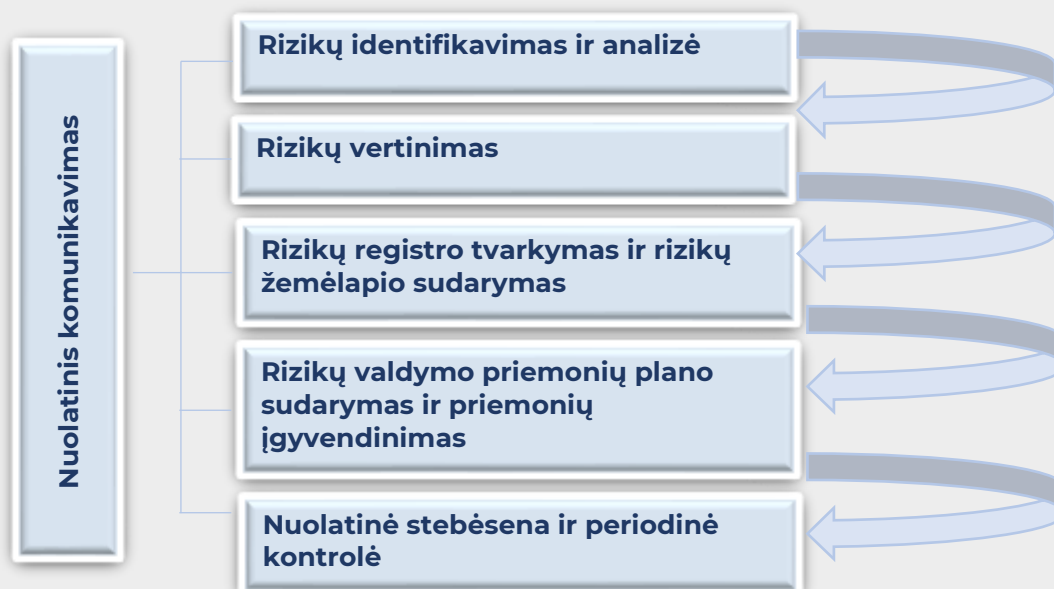 Nuolatinis komunikavimas
Rizikų identifikavimas ir analizė
Rizikų vertinimas
Rizikų registro tvarkymas ir rizikų
žemėlapio sudarymas
Rizikų valdymo priemonių plano
sudarymas ir priemonių
įgyvendinimas
Nuolatinė stebėsena ir periodinė
kontrolė